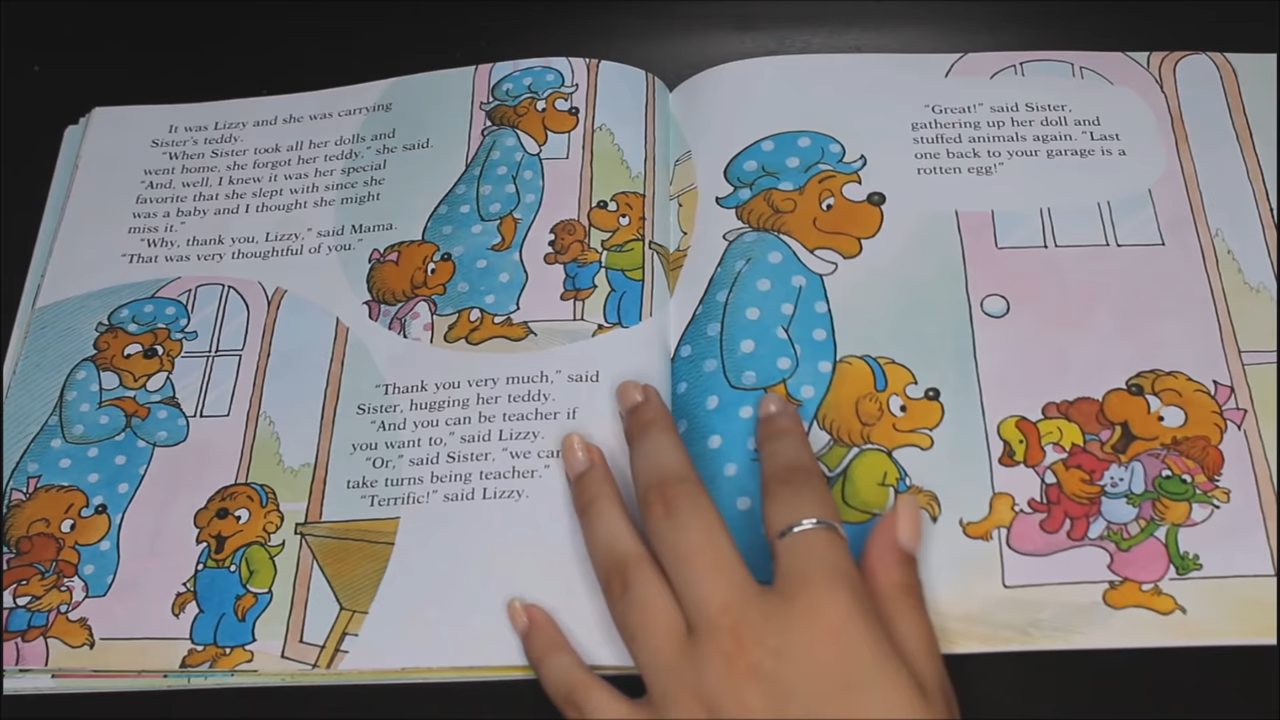 It was Lizzy and she was carrying
Sister's teddy.
"When Sister took all her dolls and
went home, she forgot her teddy," she said.
"And, well, I knew it was her special
favorite that she slept with since she
was a baby and I thought she might
miss it."
"Why, thank you, Lizzy," said Mama.
"That was very thoughtful of you."
"Thank you very much," said
Sister, hugging her teddy.
"And you can be teacher if
you want to," said Lizzy.
"Or," said Sister, "we can
take turns being teacher."
"Terrific!" said Lizzy.
"Great!" said Sister,
gathering up her doll and
stuffed animals again. "Last
one back to your garage is a
rotten egg!"